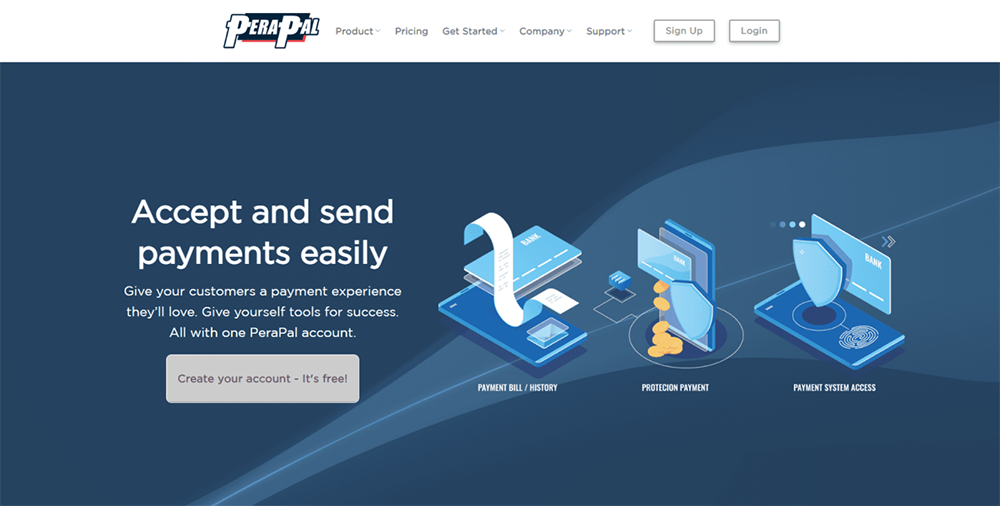 PeraPal
Product
Pricing
Get Started
Company
Support
Sign Up
Login
Accept and send
payments easily
Give your customers a payment experience
they'll love. Give yourself tools for success.
All with one PeraPal account.
Create your account - It's free!
BANK
BANK
BANK
PAYMENT BILL / HISTORY
PROTECION PAYMENT
PAYMENT SYSTEM ACCESS